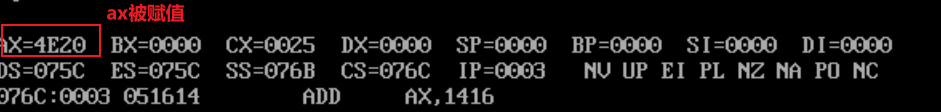 ax被赋值
AX=4E20 BX=0000 CX=0025 DX=0000 SP=0000 BP=0000 SI=0000 DI=0000
DS=075C ES=075C SS=076B CS=076C IP=0003 NV UP EI PL NZ NA PO NC
076C:0003 051614 ADD AX,1416